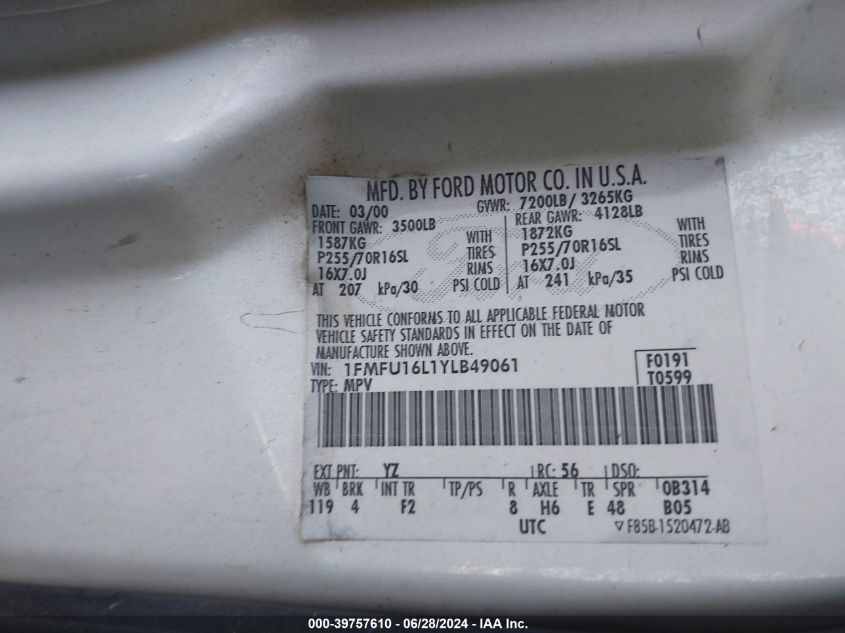 MFD. BY FORD MOTOR CO. IN U.S.A.
DATE: 03/00 GVWR: 7200LB/ 3265KG
FRONT GAWR: 3500LB REAR GAWR: 4128LB
1587KG WITH 1872KG WITH
P255/70R16SL TIRES P255/70R16SL TIRES
16X7.0J RINS 16X7.0J RINS
AT 207 kPa/30 PSI COLD AT 241 kPa/35 PSI COLD
THIS VEHICLE CONFORMS TO ALL APPLICABLE FEDERAL MOTOR
VEHICLE SAFETY STANDARDS IN EFFECT ON THE DATE OF
MANUFACTURE SHOWN ABOVE.
VIN: 1FMFU16L1YLB49061 F0191
TYPE: MPV T0599
EXT PNT: YZ RC: 56 DSO:
WB BRK INT TR TP/PS R AXLE TR SPR 0B314
119 4 F2 8 H6 E 48 B05
UTC ▽ F85B-1520472-AB
000-39757610 / 06/28/2024 - IAA Inc.